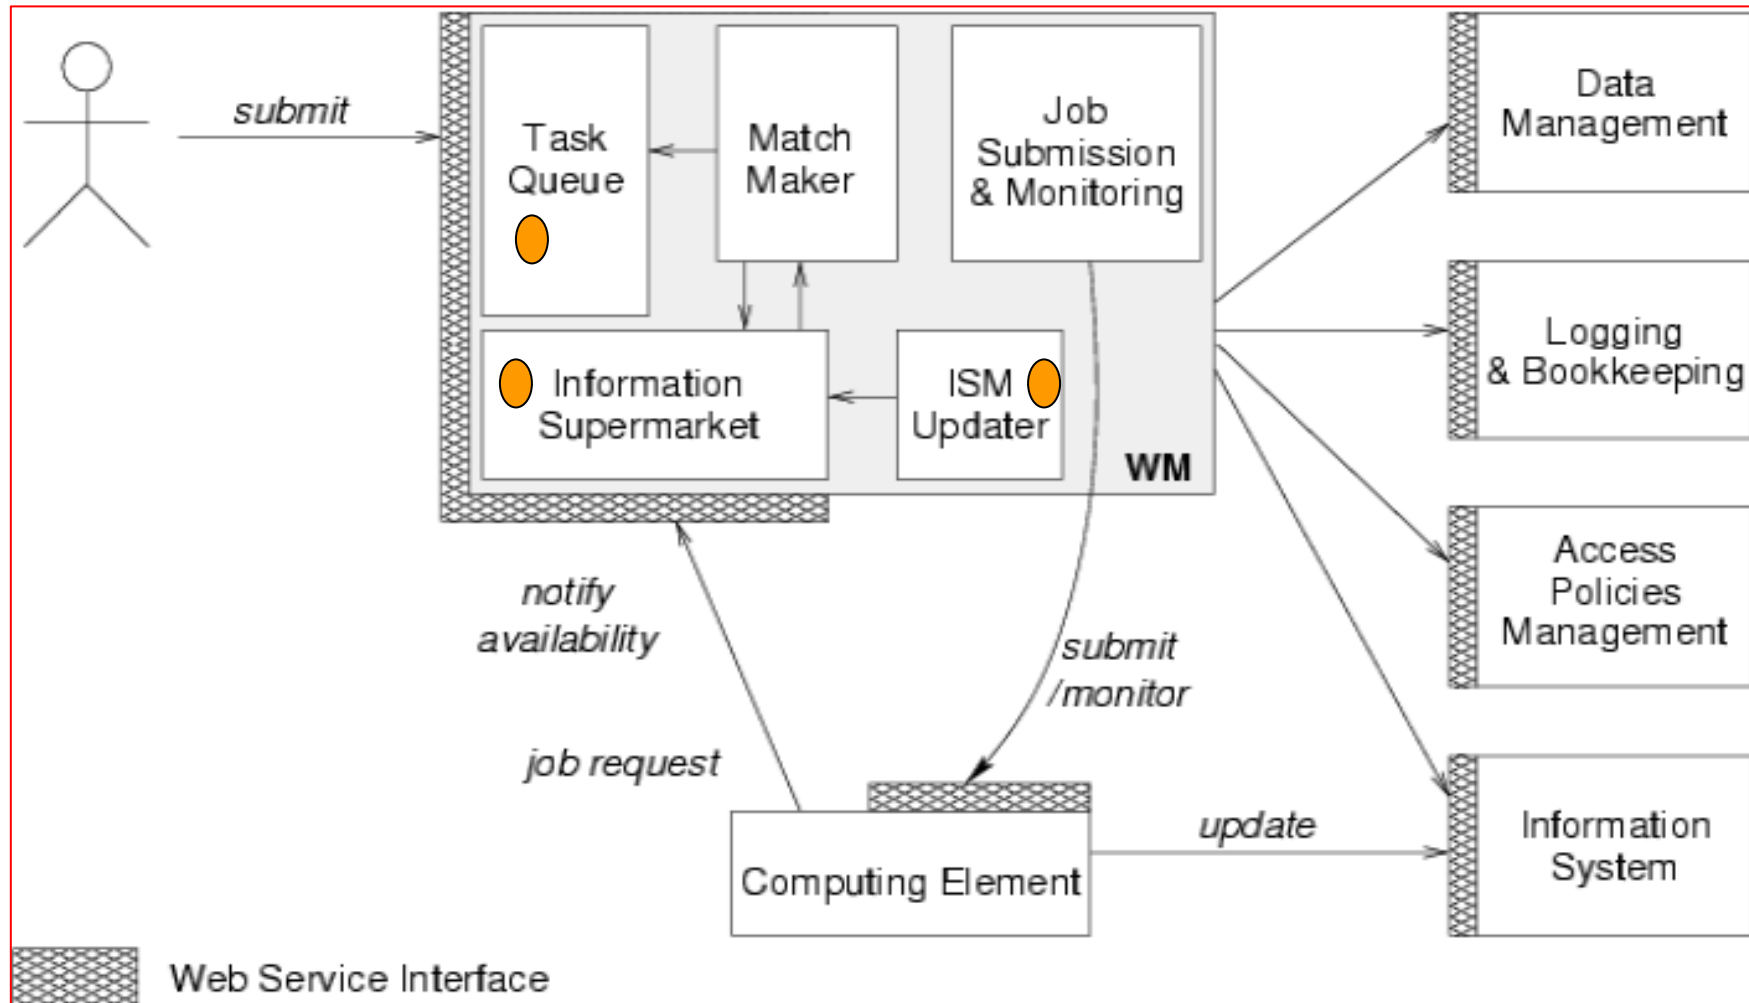 submit
Task
Queue
Match
Maker
Job
Submission
& Monitoring
Data
Management
Information
Supermarket
ISM
Updater
WM
Logging
& Bookkeeping
notify
availability
submit
/monitor
Access
Policies
Management
job request
Computing Element
update
Information
System
Web Service Interface